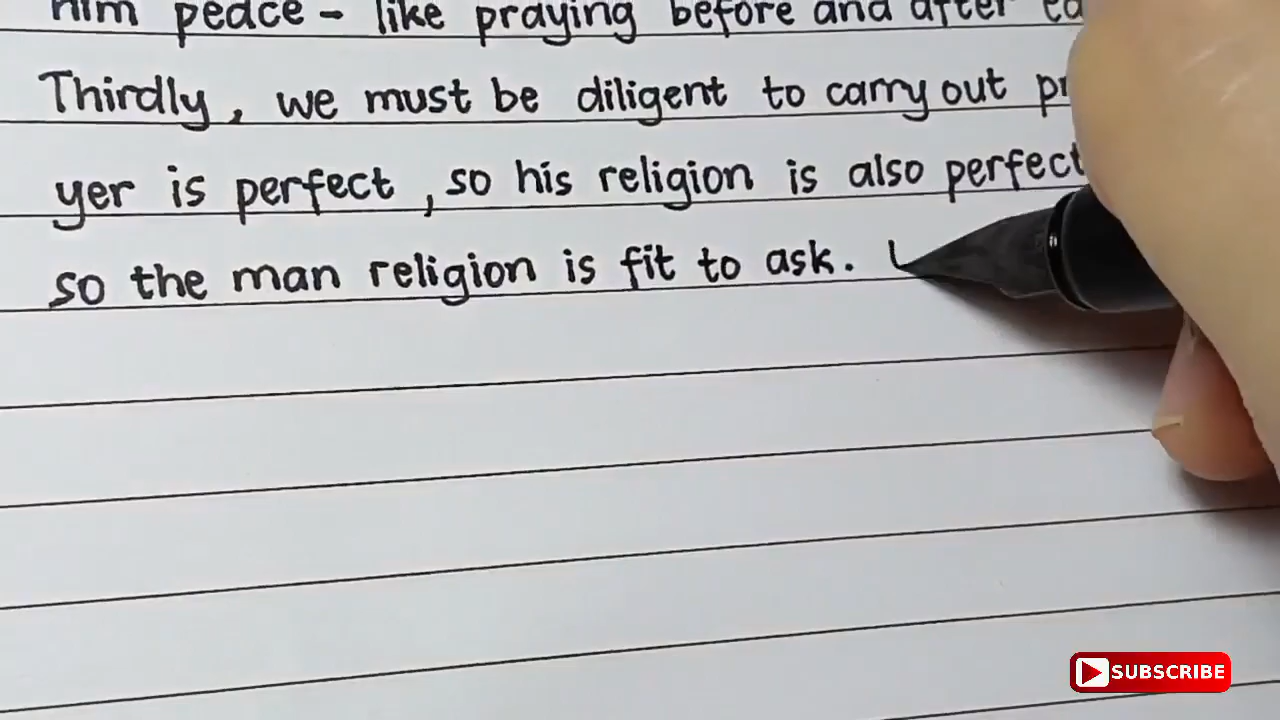 him peace - like praying before and after
Thirdly, we must be diligent to carry out
yer is perfect, so his religion is also perfect
so the man religion is fit to ask.
SUBSCRIBE